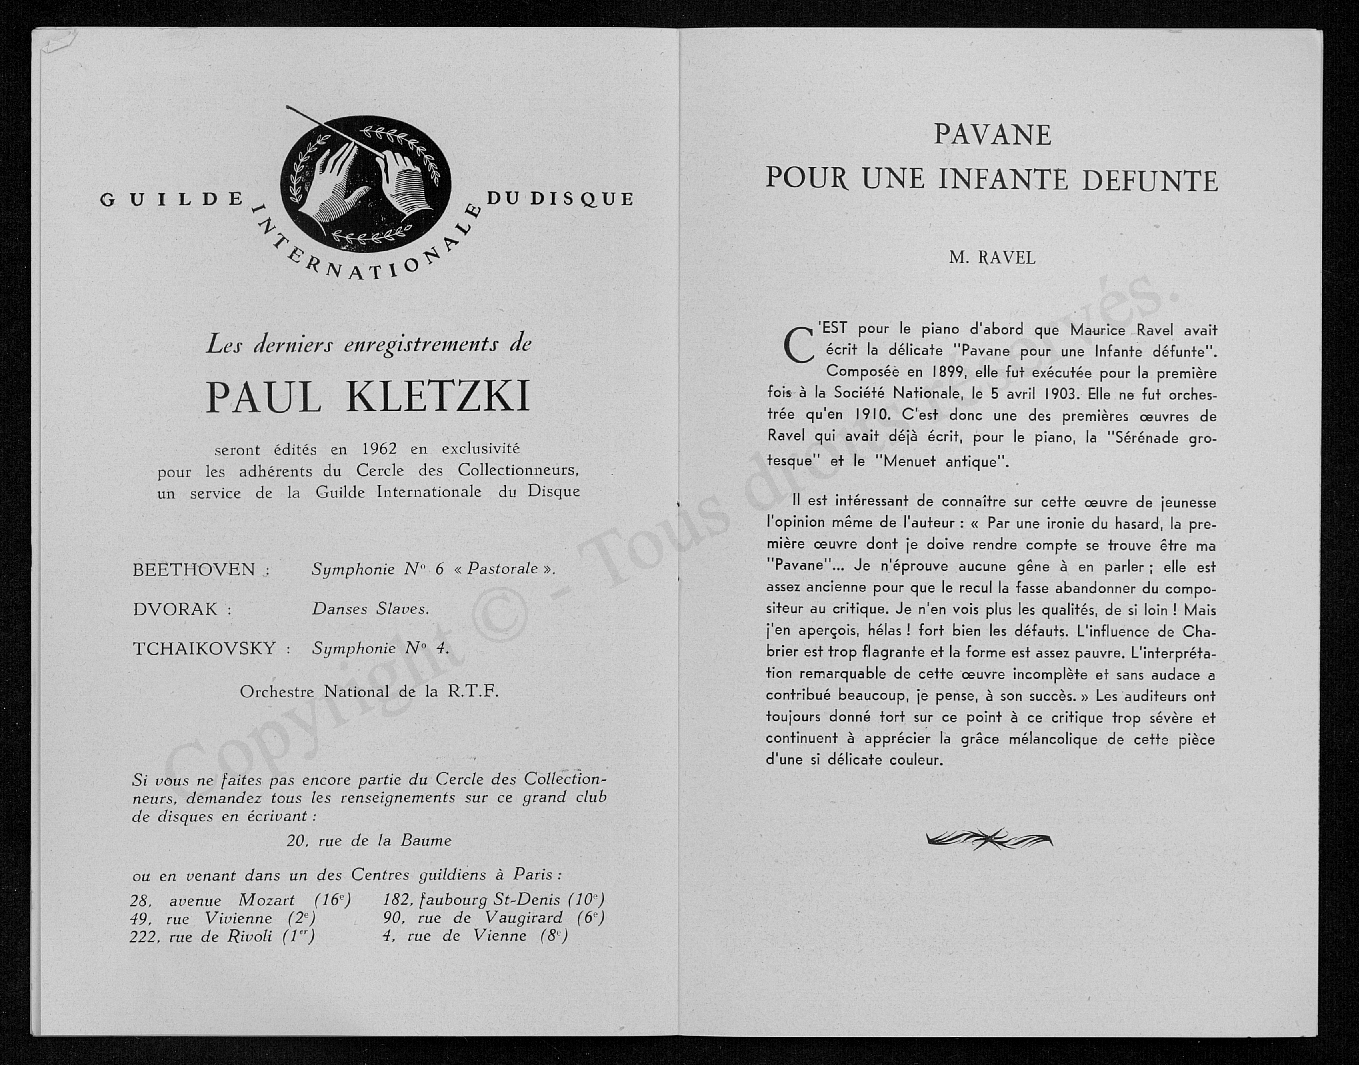 GUILDE INTERNATIONALE DU DISQUE
Les derniers enregistrements de
PAUL KLETZKI
seront édités en 1962 en exclusivité
pour les adhérents du Cercle des Collectionneurs,
un service de la Guilde Internationale du Disque
BEETHOVEN : Symphonie N° 6 « Pastorale ».
DVORAK : Danses Slaves.
TCHAIKOVSKY : Symphonie N° 4.
Orchestre National de la R.T.F.
Si vous ne faites pas encore partie du Cercle des Collection-
neurs, demandez tous les renseignements sur ce grand club
de disques en écrivant :
20, rue de la Baume
ou en venant dans un des Centres guildiens à Paris :
28, avenue Mozart (16e) 182, faubourg St-Denis (10e)
49, rue Vivienne (2e) 90, rue de Vaugirard (6e)
222, rue de Rivoli (1er) 4, rue de Vienne (8e)
PAVANE
POUR UNE INFANTE DEFUNTE
M. RAVEL
C'EST pour le piano d'abord que Maurice Ravel avait
écrit la délicate "Pavane pour une Infante défunte".
Composée en 1899, elle fut exécutée pour la première
fois à la Société Nationale, le 5 avril 1903. Elle ne fut orches-
trée qu'en 1910. C'est donc une des premières œuvres de
Ravel qui avait déjà écrit, pour le piano, la "Sérénade gro-
tesque" et le "Menuet antique".
Il est intéressant de connaître sur cette œuvre de jeunesse
l'opinion même de l'auteur : « Par une ironie du hasard, la pre-
mière œuvre dont je doive rendre compte se trouve être ma
"Pavane"... Je n'éprouve aucune gêne à en parler ; elle est
assez ancienne pour que le recul la fasse abandonner du compo-
siteur au critique. Je n'en vois plus les qualités, de si loin ! Mais
j'en aperçois, hélas ! fort bien les défauts. L'influence de Cha-
brier est trop flagrante et la forme est assez pauvre. L'interpréta-
tion remarquable de cette œuvre incomplète et sans audace a
contribué beaucoup, je pense, à son succès. » Les auditeurs ont
toujours donné tort sur ce point à ce critique trop sévère et
continuent à apprécier la grâce mélancolique de cette pièce
d'une si délicate couleur.
Copyright © - Tous droits réservés.